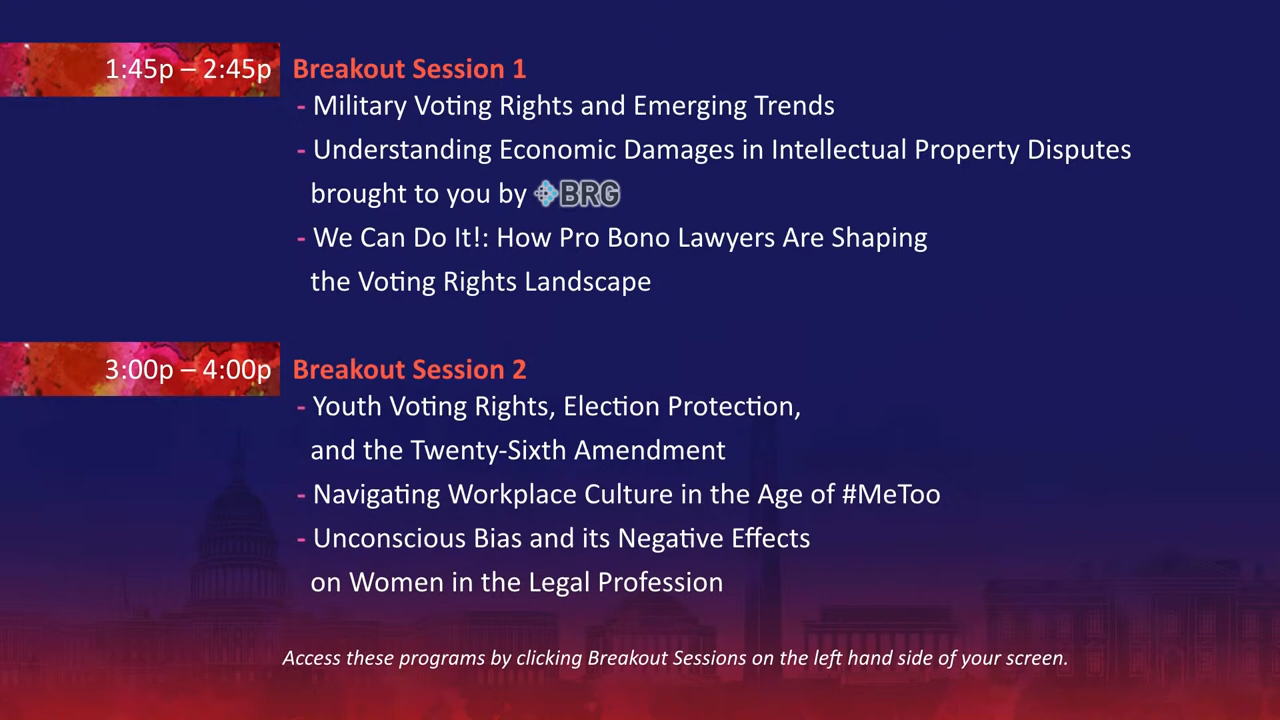 1:45p – 2:45p Breakout Session 1
- Military Voting Rights and Emerging Trends
- Understanding Economic Damages in Intellectual Property Disputes
brought to you by BRG
- We Can Do It!: How Pro Bono Lawyers Are Shaping
the Voting Rights Landscape
3:00p – 4:00p Breakout Session 2
- Youth Voting Rights, Election Protection,
and the Twenty-Sixth Amendment
- Navigating Workplace Culture in the Age of #MeToo
- Unconscious Bias and its Negative Effects
on Women in the Legal Profession
Access these programs by clicking Breakout Sessions on the left hand side of your screen.